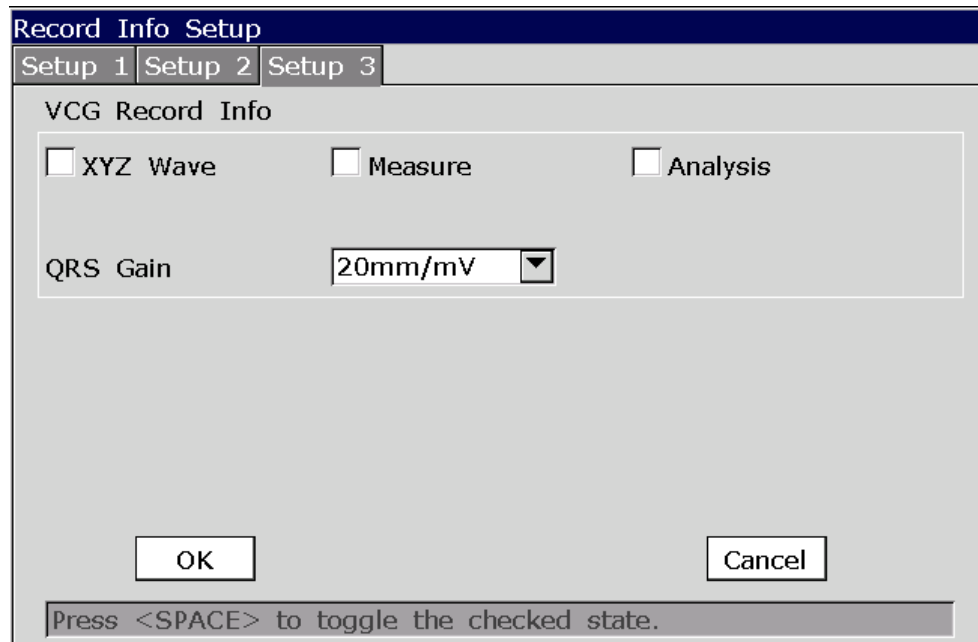 Record Info Setup
Setup 1 Setup 2 Setup 3
VCG Record Info
XYZ Wave Measure Analysis
QRS Gain 20mm/mV
OK Cancel
Press <SPACE> to toggle the checked state.